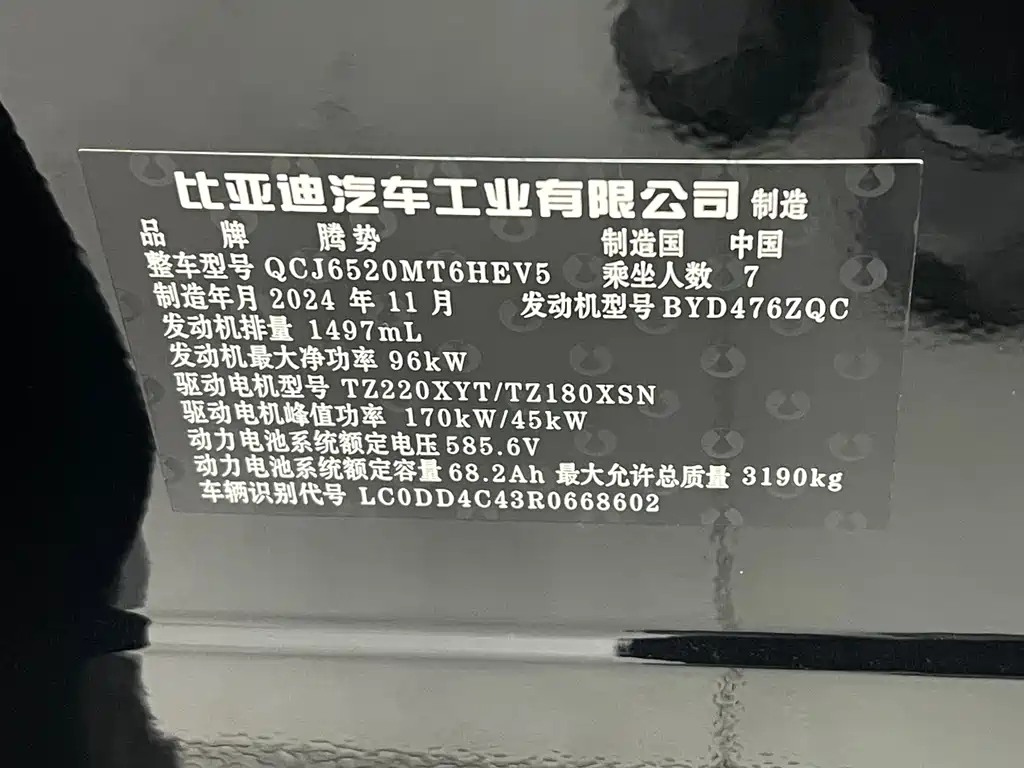 比亚迪汽车工业有限公司 制造
品 牌 腾势 制造国 中国
整车型号 QCJ6520MT6HEV5 乘坐人数 7
制造年月 2024 年 11 月 发动机型号 BYD476ZQC
发动机排量 1497mL
发动机最大净功率 96kW
驱动电机型号 TZ220XYT/TZ180XSN
驱动电机峰值功率 170kW/45kW
动力电池系统额定电压 585.6V
动力电池系统额定容量 68.2Ah 最大允许总质量 3190kg
车辆识别代号 LC0DD4C43R0668602